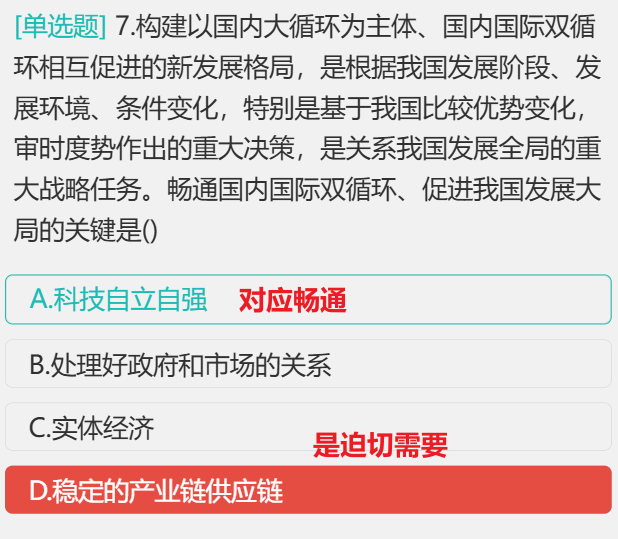 [单选题] 7.构建以国内大循环为主体、国内国际双循
环相互促进的新发展格局，是根据我国发展阶段、发
展环境、条件变化，特别是基于我国比较优势变化，
审时度势作出的重大决策，是关系我国发展全局的重
大战略任务。畅通国内国际双循环、促进我国发展大
局的关键是()
A.科技自立自强 对应畅通
B.处理好政府和市场的关系
C.实体经济
是迫切需要
D.稳定的产业链供应链